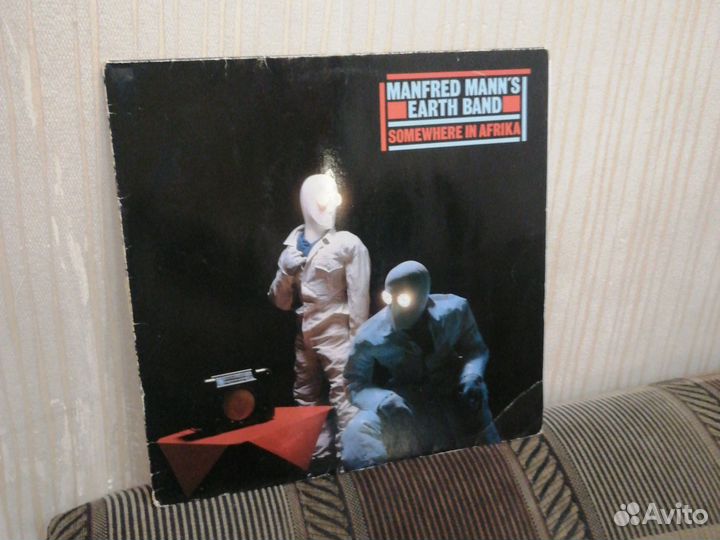 MANFRED MANN'S
EARTH BAND
SOMEWHERE IN AFRIKA
Avito